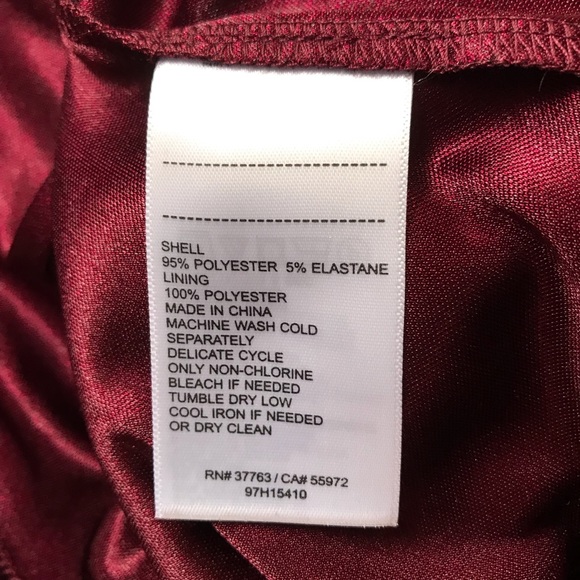 SHELL
95% POLYESTER 5% ELASTANE
LINING
100% POLYESTER
MADE IN CHINA
MACHINE WASH COLD
SEPARATELY
DELICATE CYCLE
ONLY NON-CHLORINE
BLEACH IF NEEDED
TUMBLE DRY LOW
COOL IRON IF NEEDED
OR DRY CLEAN
RN# 37763 / CA# 55972
97H15410